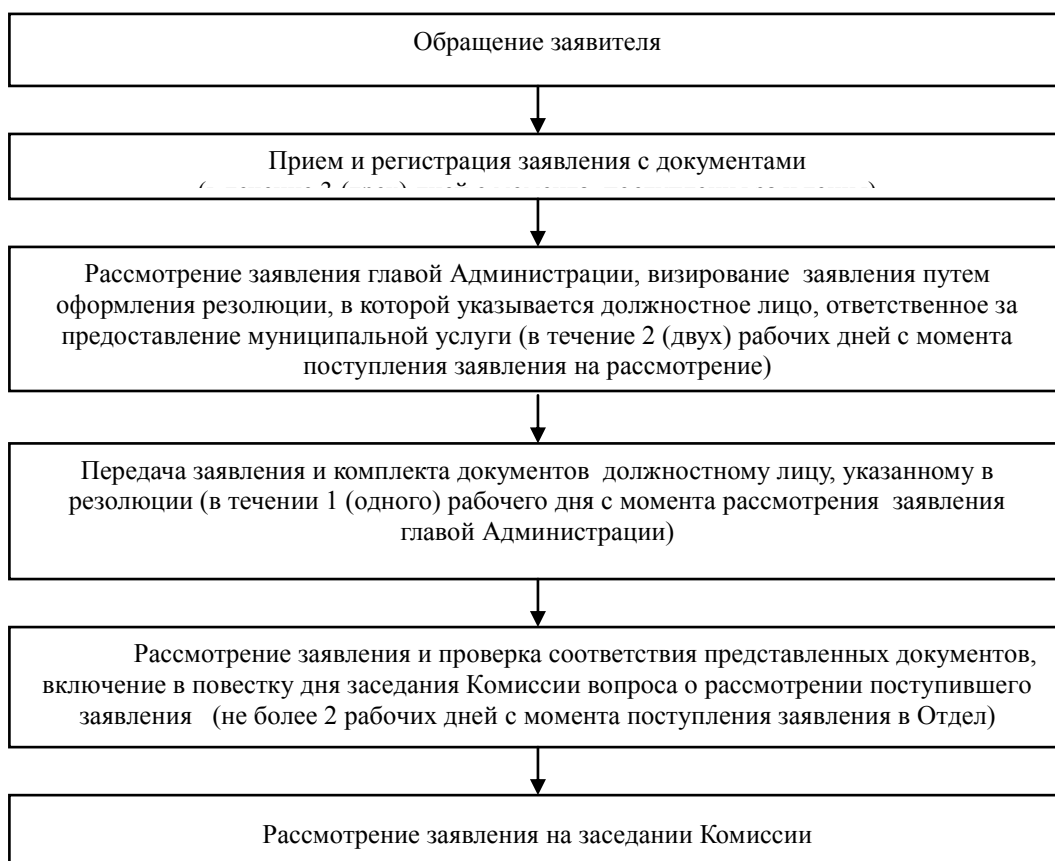 Обращение заявителя
Прием и регистрация заявления с документами
Рассмотрение заявления главой Администрации, визирование заявления путем
оформления резолюции, в которой указывается должностное лицо, ответственное за
предоставление муниципальной услуги (в течение 2 (двух) рабочих дней с момента
поступления заявления на рассмотрение)
Передача заявления и комплекта документов должностному лицу, указанному в
резолюции (в течении 1 (одного) рабочего дня с момента рассмотрения заявления
главой Администрации)
Рассмотрение заявления и проверка соответствия представленных документов,
включение в повестку дня заседания Комиссии вопроса о рассмотрении поступившего
заявления (не более 2 рабочих дней с момента поступления заявления в Отдел)
Рассмотрение заявления на заседании Комиссии